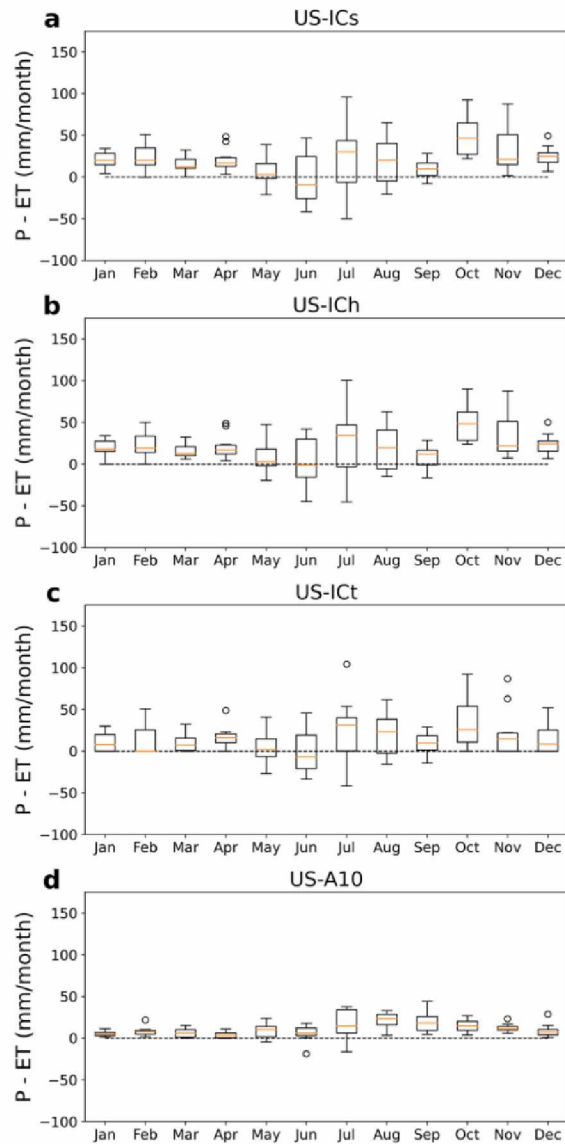 a US-ICs
P - ET (mm/month)
150
100
50
0
−50
−100
Jan Feb Mar Apr May Jun Jul Aug Sep Oct Nov Dec
b US-ICh
P - ET (mm/month)
150
100
50
0
−50
−100
Jan Feb Mar Apr May Jun Jul Aug Sep Oct Nov Dec
c US-ICt
P - ET (mm/month)
150
100
50
0
−50
−100
Jan Feb Mar Apr May Jun Jul Aug Sep Oct Nov Dec
d US-A10
P - ET (mm/month)
150
100
50
0
−50
−100
Jan Feb Mar Apr May Jun Jul Aug Sep Oct Nov Dec